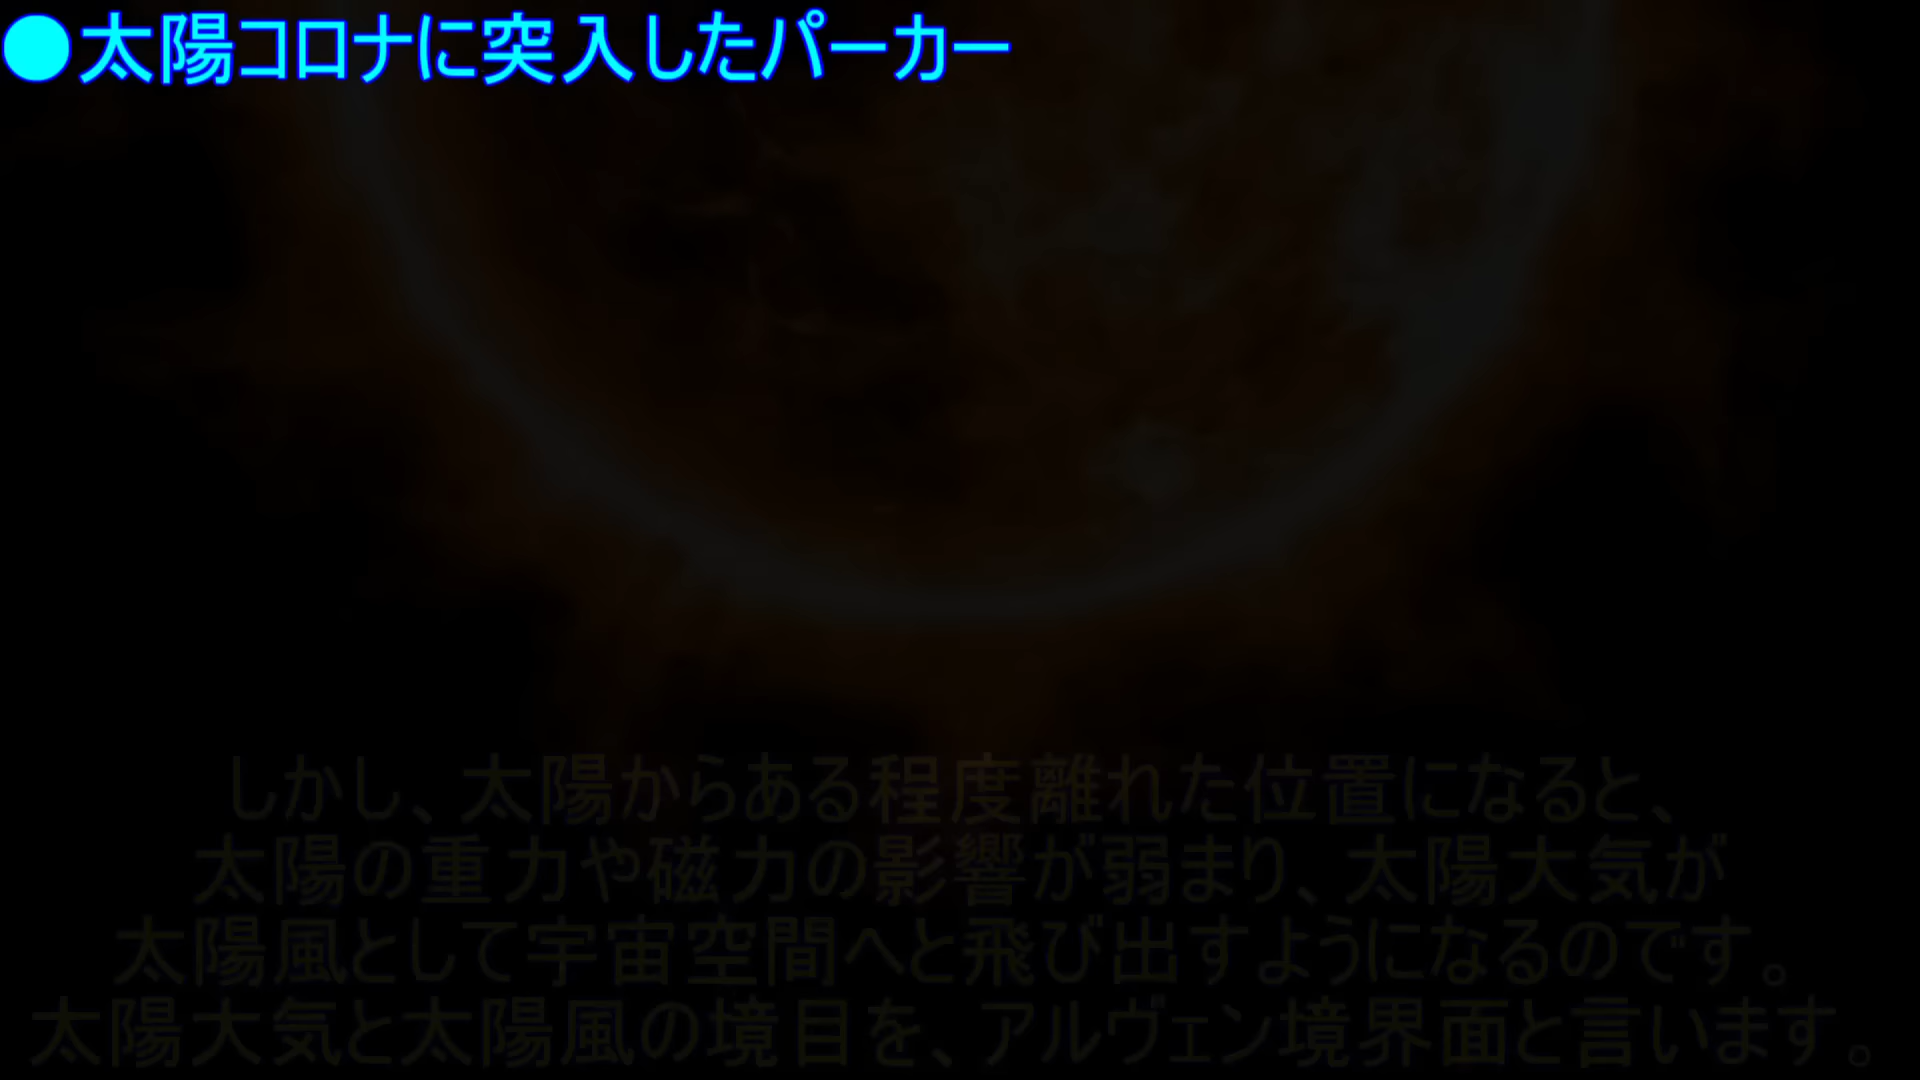 ●太陽コロナに突入したパーカー
しかし、太陽からある程度離れた位置になると、
太陽の重力や磁力の影響が弱まり、太陽大気が
太陽風として宇宙空間へと飛び出すようになるのです。
太陽大気と太陽風の境目を、アルヴェン境界面と言います。